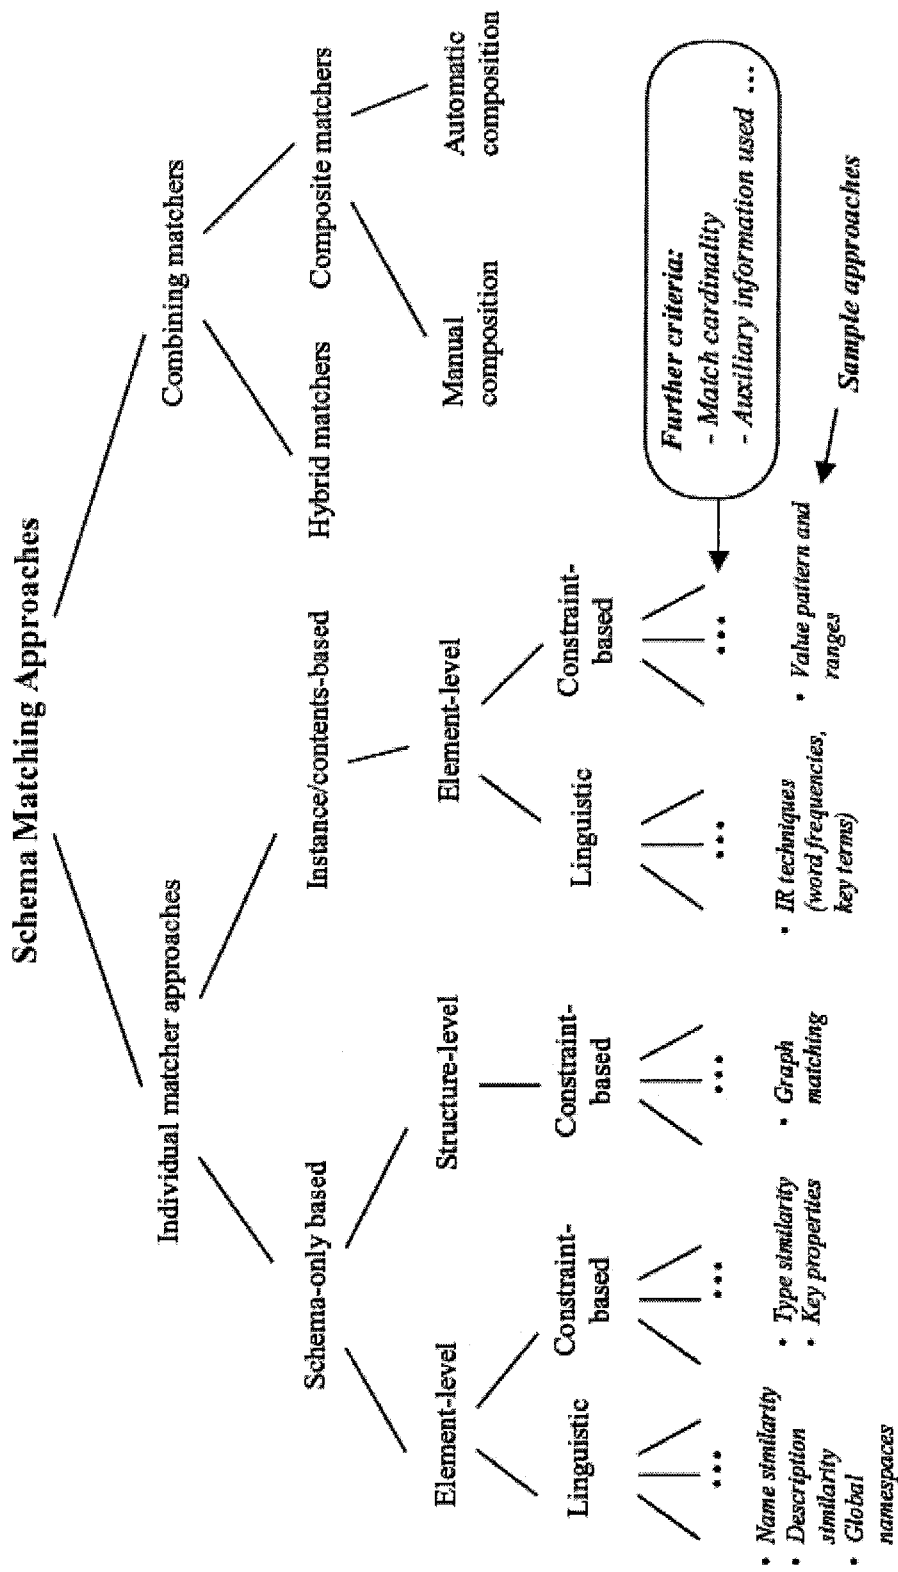 Schema Matching Approaches
Individual matcher approaches
Combining matchers
Schema-only based
Instance/contents-based
Hybrid matchers
Composite matchers
Element-level
Structure-level
Element-level
Manual
composition
Automatic
composition
Linguistic
Constraint-
based
Constraint-
based
Linguistic
Constraint-
based
Further criteria:
- Match cardinality
- Auxiliary information used ...
...
...
...
...
...
• Name similarity
• Description
similarity
• Global
namespaces
• Type similarity
• Key properties
• Graph
matching
• IR techniques
(word frequencies,
key terms)
• Value pattern and
ranges
Sample approaches